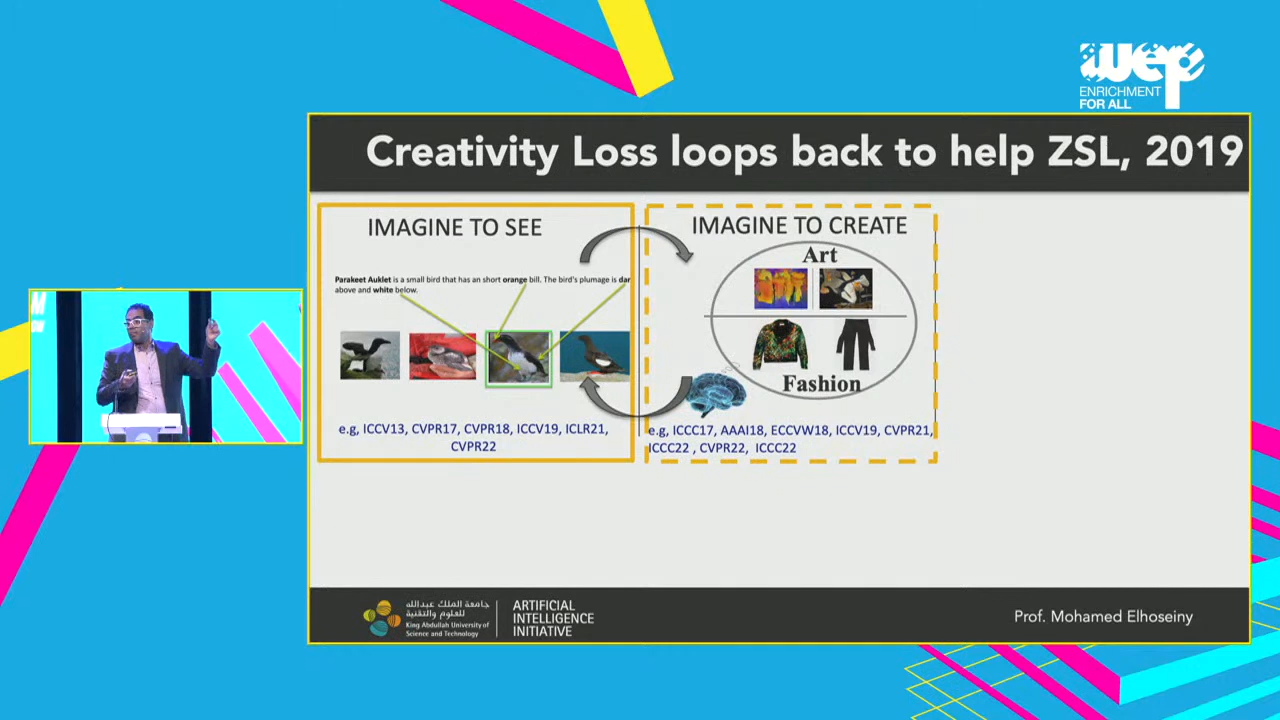 wep
ENRICHMENT
FOR ALL
Creativity Loss loops back to help ZSL, 2019
IMAGINE TO SEE
Parakeet Auklet is a small bird that has an short orange bill. The bird's plumage is dar
above and white below.
e.g, ICCV13, CVPR17, CVPR18, ICCV19, ICLR21,
CVPR22
IMAGINE TO CREATE
Art
Fashion
e.g, ICCC17, AAAI18, ECCVW18, ICCV19, CVPR21,
ICCC22 , CVPR22, ICCC22
جامعة الملك عبدالله
للعلوم والتقنية
King Abdullah University of
Science and Technology
ARTIFICIAL
INTELLIGENCE
INITIATIVE
Prof. Mohamed Elhoseiny